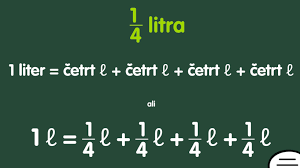 1/4 litra
1 liter = četrt ℓ + četrt ℓ + četrt ℓ + četrt ℓ
ali
1 ℓ = 1/4 ℓ + 1/4 ℓ + 1/4 ℓ + 1/4 ℓ